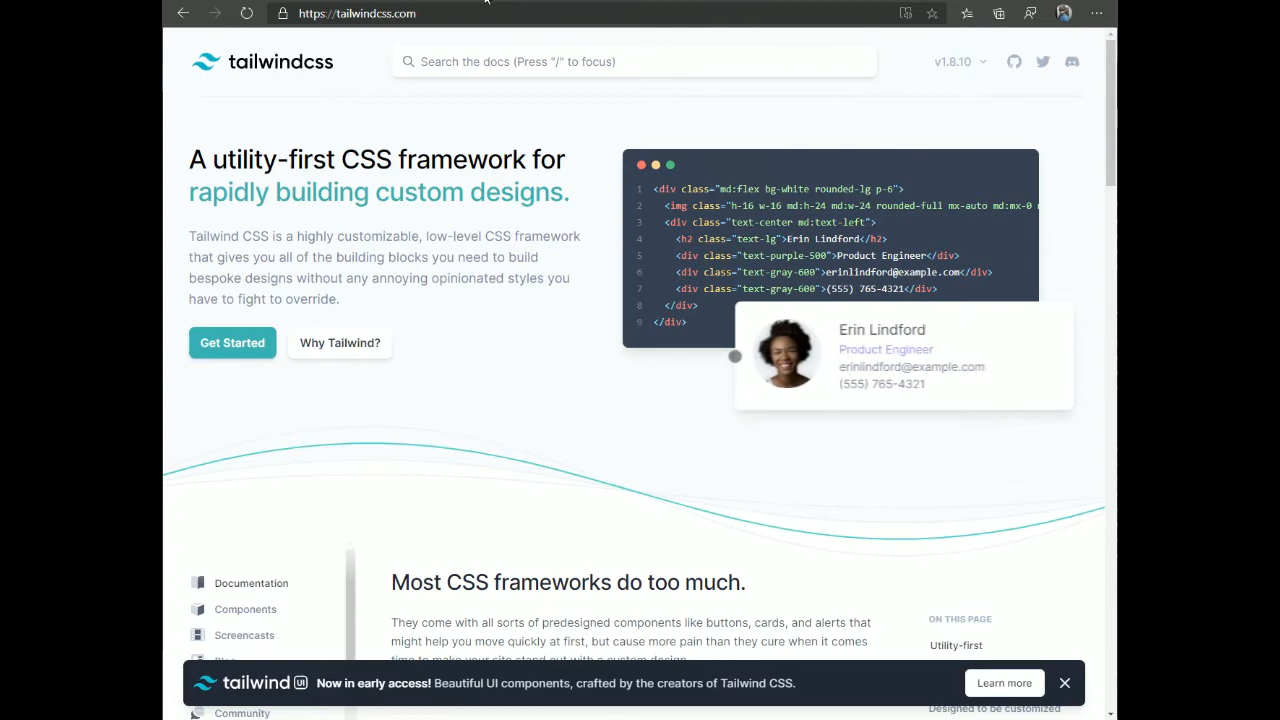 https://tailwindcss.com
tailwindcss
Search the docs (Press "/" to focus)
v1.8.10
A utility-first CSS framework for
rapidly building custom designs.
Tailwind CSS is a highly customizable, low-level CSS framework
that gives you all of the building blocks you need to build
bespoke designs without any annoying opinionated styles you
have to fight to override.
Get Started
Why Tailwind?
1 <div class="md:flex bg-white rounded-lg p-6">
2 <img class="h-16 w-16 md:h-24 md:w-24 rounded-full mx-auto md:mx-0
3 <div class="text-center md:text-left">
4 <h2 class="text-lg">Erin Lindford</h2>
5 <div class="text-purple-500">Product Engineer</div>
6 <div class="text-gray-600">erinlindford@example.com</div>
7 <div class="text-gray-600">(555) 765-4321</div>
8 </div>
9 </div>
Erin Lindford
Product Engineer
erinlindford@example.com
(555) 765-4321
Documentation
Components
Screencasts
Community
Most CSS frameworks do too much.
They come with all sorts of predesigned components like buttons, cards, and alerts that
might help you move quickly at first, but cause more pain than they cure when it comes
time to make your site stand out with a custom design.
ON THIS PAGE
Utility-first
Designed to be customized
tailwind UI Now in early access! Beautiful UI components, crafted by the creators of Tailwind CSS.
Learn more